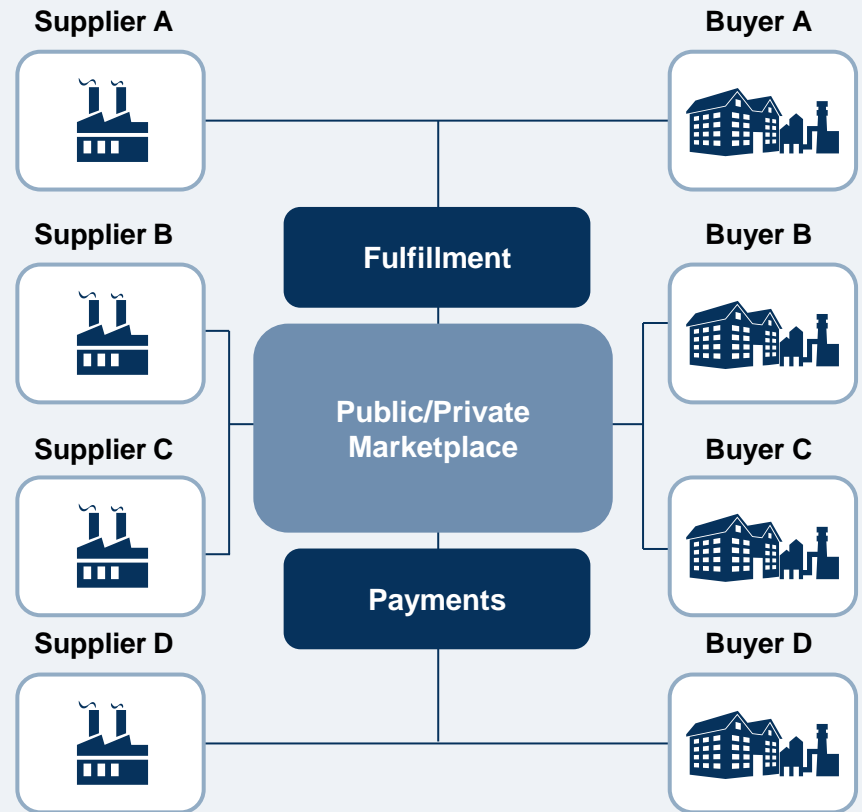 Supplier A
Buyer A
Supplier B
Buyer B
Fulfillment
Public/Private
Marketplace
Supplier C
Buyer C
Payments
Supplier D
Buyer D